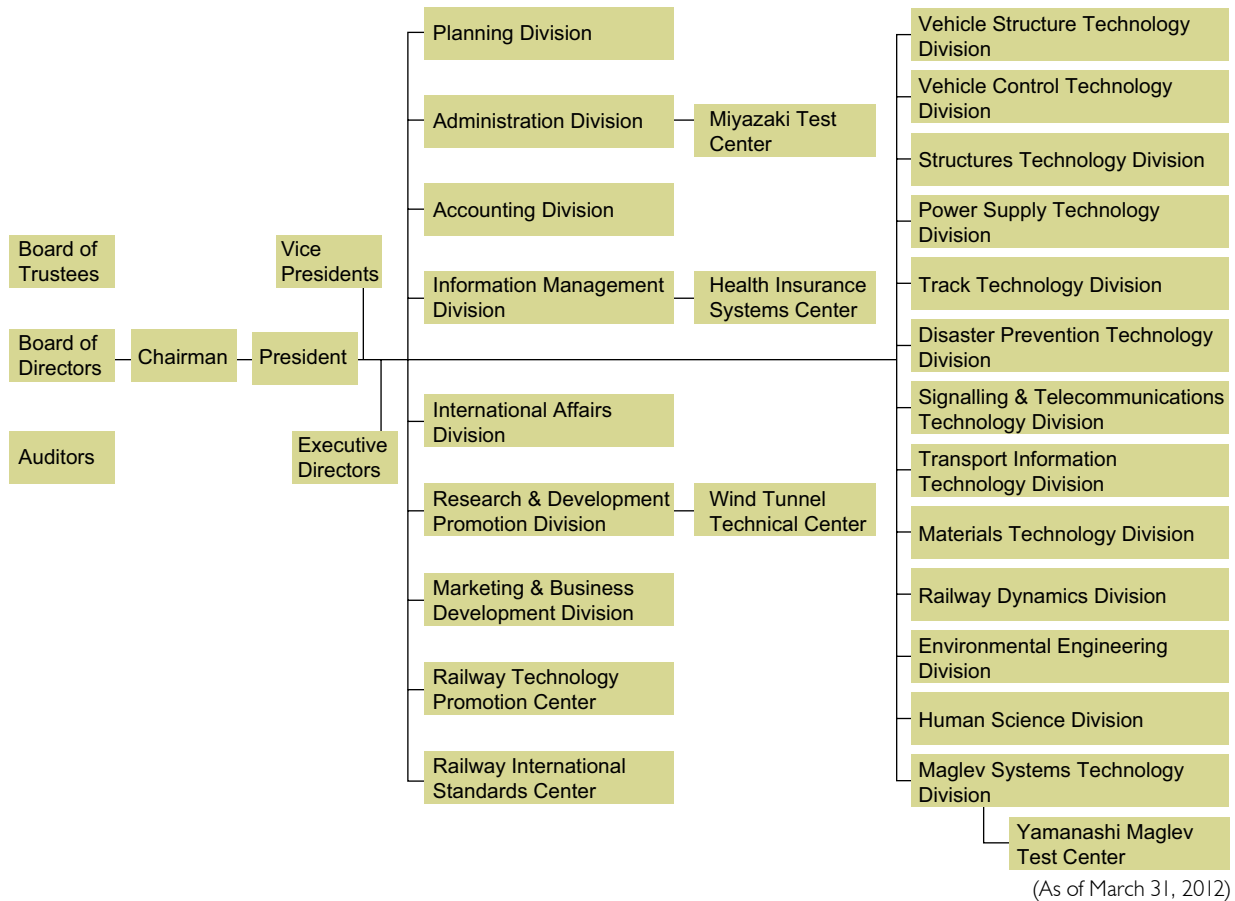 Board of
Trustees
Board of
Directors
Auditors
Chairman
President
Vice
Presidents
Executive
Directors
Planning Division
Administration Division
Miyazaki Test
Center
Accounting Division
Information Management
Division
Health Insurance
Systems Center
International Affairs
Division
Research & Development
Promotion Division
Wind Tunnel
Technical Center
Marketing & Business
Development Division
Railway Technology
Promotion Center
Railway International
Standards Center
Vehicle Structure Technology
Division
Vehicle Control Technology
Division
Structures Technology Division
Power Supply Technology
Division
Track Technology Division
Disaster Prevention Technology
Division
Signalling & Telecommunications
Technology Division
Transport Information
Technology Division
Materials Technology Division
Railway Dynamics Division
Environmental Engineering
Division
Human Science Division
Maglev Systems Technology
Division
Yamanashi Maglev
Test Center
(As of March 31, 2012)